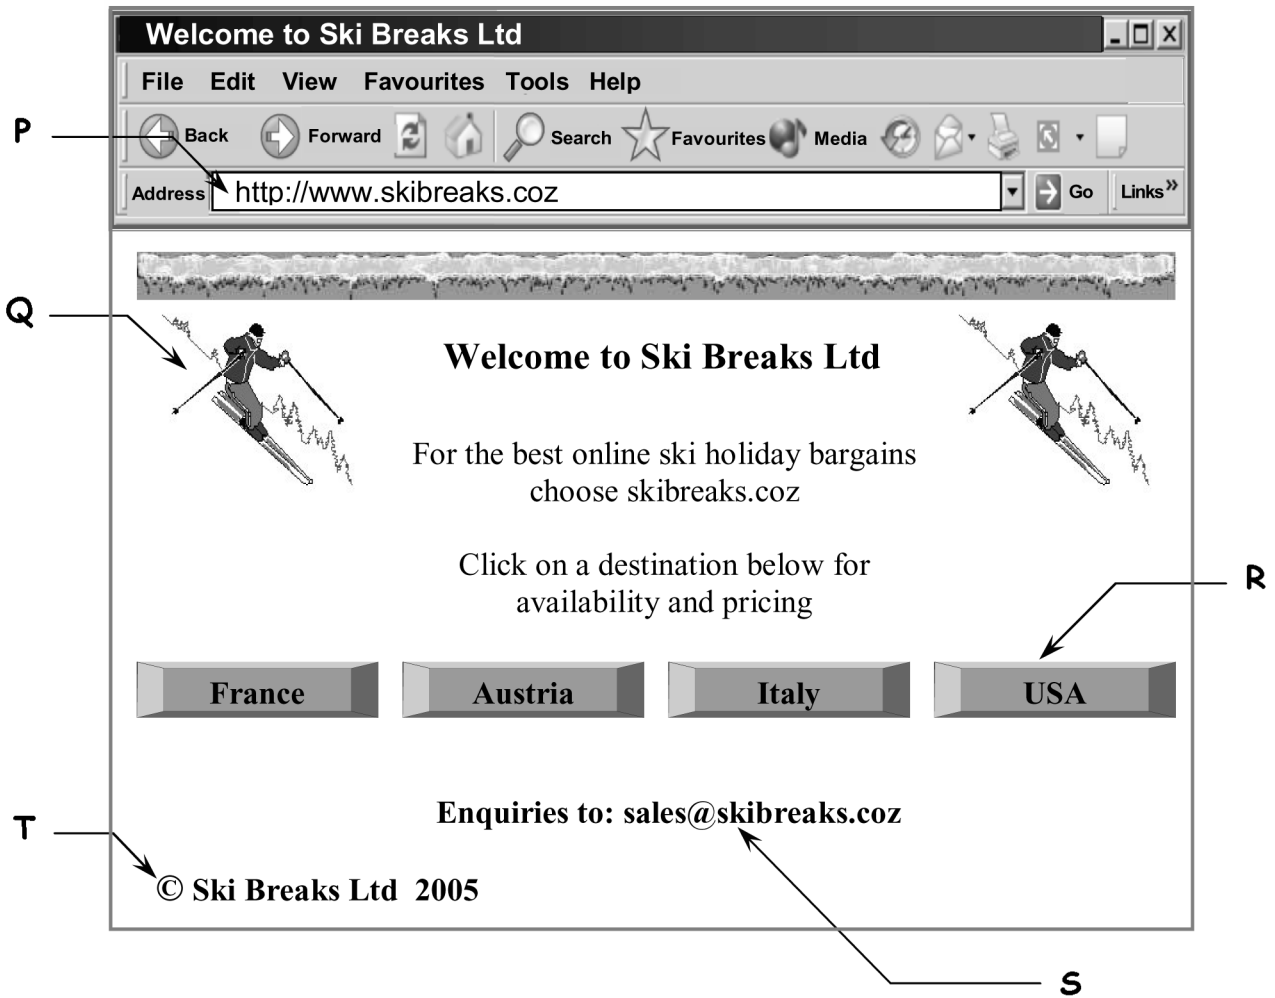 Welcome to Ski Breaks Ltd
File Edit View Favourites Tools Help
P
Back Forward Search Favourites Media
Address http://www.skibreaks.coz Go Links»
Q
Welcome to Ski Breaks Ltd
For the best online ski holiday bargains
choose skibreaks.coz
Click on a destination below for
availability and pricing
R
France Austria Italy USA
Enquiries to: sales@skibreaks.coz
T
© Ski Breaks Ltd 2005
S